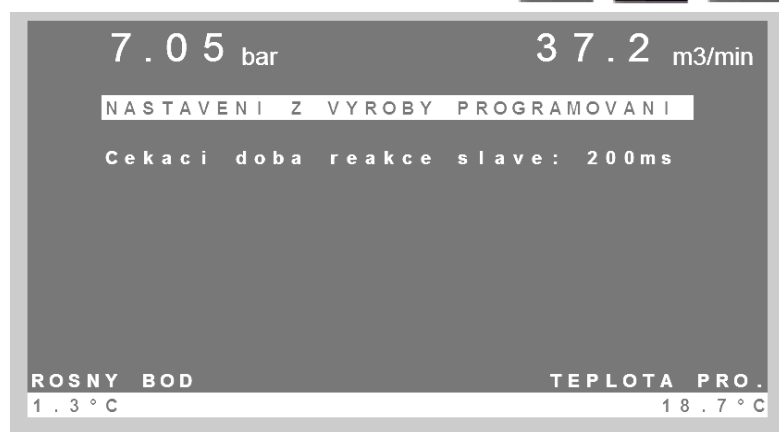 7.05 bar 37.2 m3/min
NASTAVENI Z VYROBY PROGRAMOVANI
Cekaci doba reakce slave: 200ms
ROSNY BOD TEPLOTA PRO.
1.3°C 18.7°C